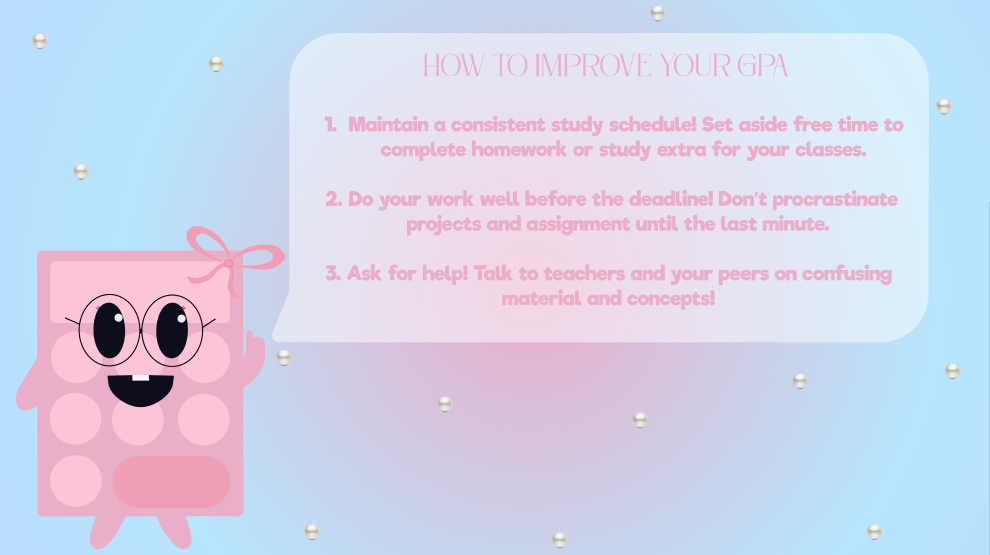 HOW TO IMPROVE YOUR GPA
1. Maintain a consistent study schedule! Set aside free time to
complete homework or study extra for your classes.
2. Do your work well before the deadline! Don't procrastinate
projects and assignment until the last minute.
3. Ask for help! Talk to teachers and your peers on confusing
material and concepts!